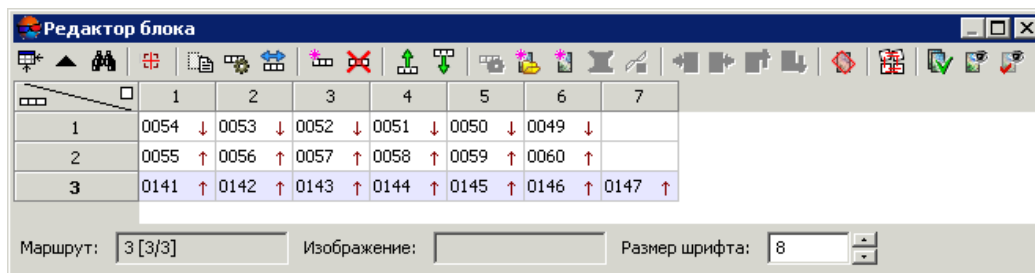 Редактор блока
1 2 3 4 5 6 7
1 0054 ↓ 0053 ↓ 0052 ↓ 0051 ↓ 0050 ↓ 0049 ↓
2 0055 ↑ 0056 ↑ 0057 ↑ 0058 ↑ 0059 ↑ 0060 ↑
3 0141 ↑ 0142 ↑ 0143 ↑ 0144 ↑ 0145 ↑ 0146 ↑ 0147 ↑
Маршрут: 3 [3/3] Изображение: Размер шрифта: 8